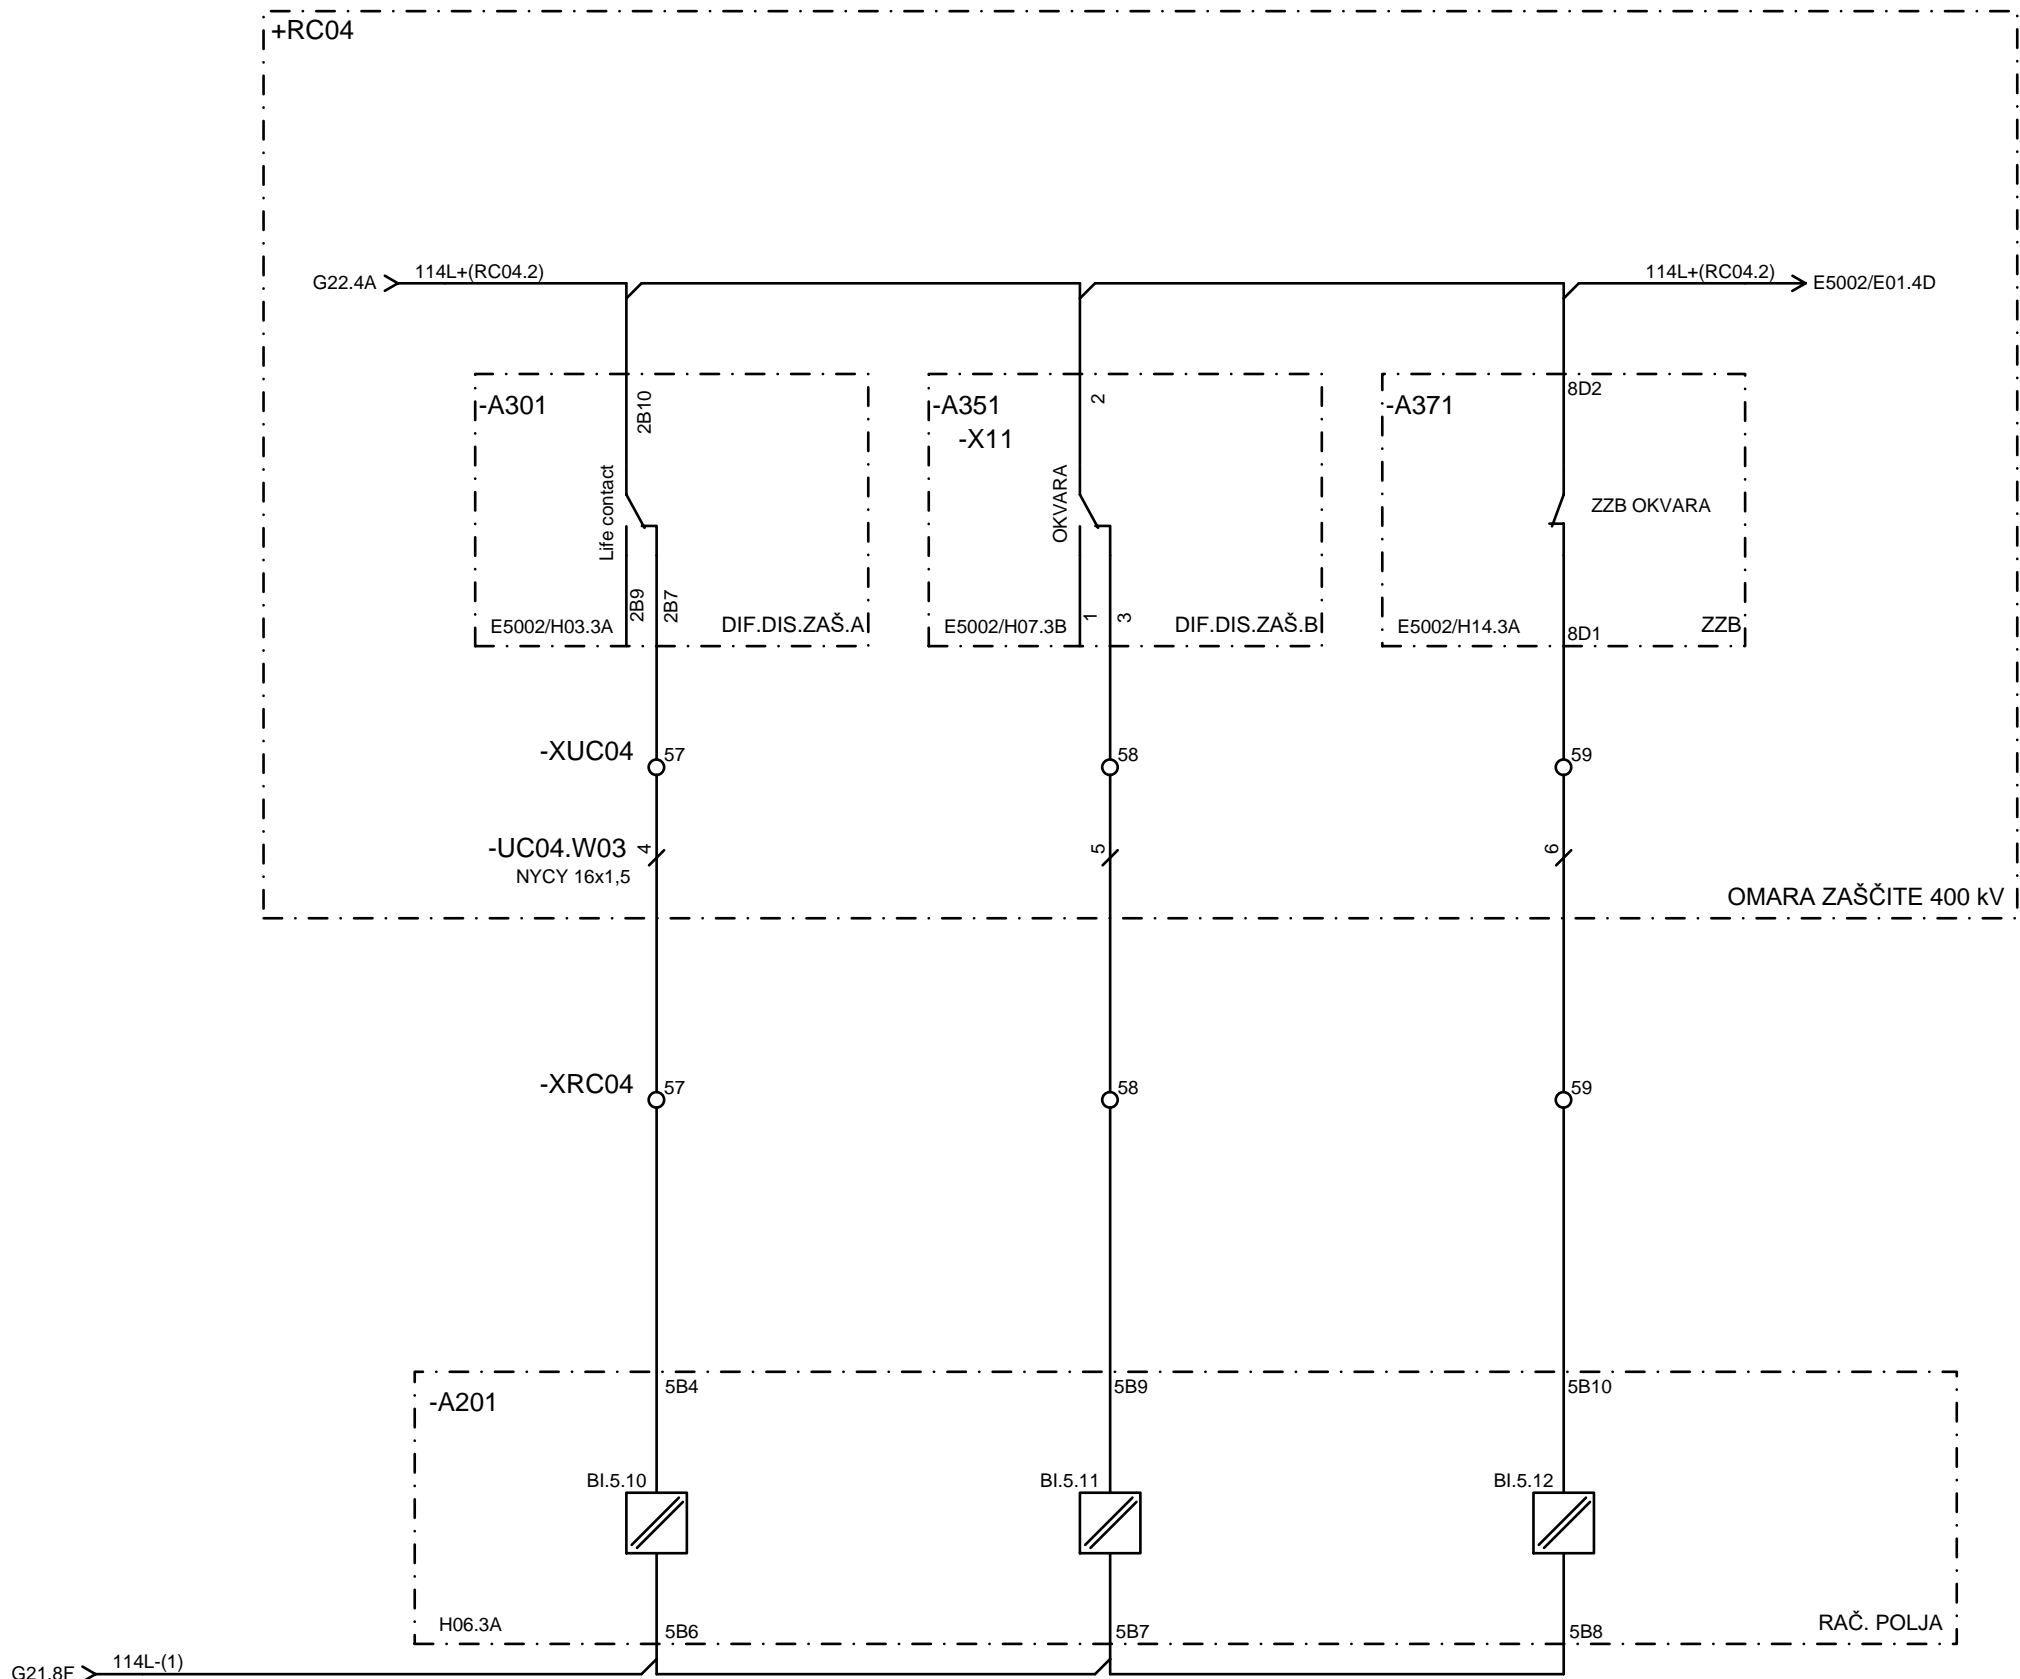 +RC04
G22.4A
114L+(RC04.2)
114L+(RC04.2)
E5002/E01.4D
-A301
2B10
Life contact
2B9
2B7
E5002/H03.3A
DIF.DIS.ZAŠ.A
-A351
-X11
2
OKVARA
1
3
E5002/H07.3B
DIF.DIS.ZAŠ.B
-A371
8D2
ZZB OKVARA
E5002/H14.3A
8D1
ZZB
-XUC04
57
58
59
-UC04.W03
4
5
6
NYCY 16x1,5
OMARA ZAŠČITE 400 kV
-XRC04
57
58
59
-A201
5B4
5B9
5B10
BI.5.10
BI.5.11
BI.5.12
H06.3A
5B6
5B7
5B8
RAČ. POLJA
114L-(1)